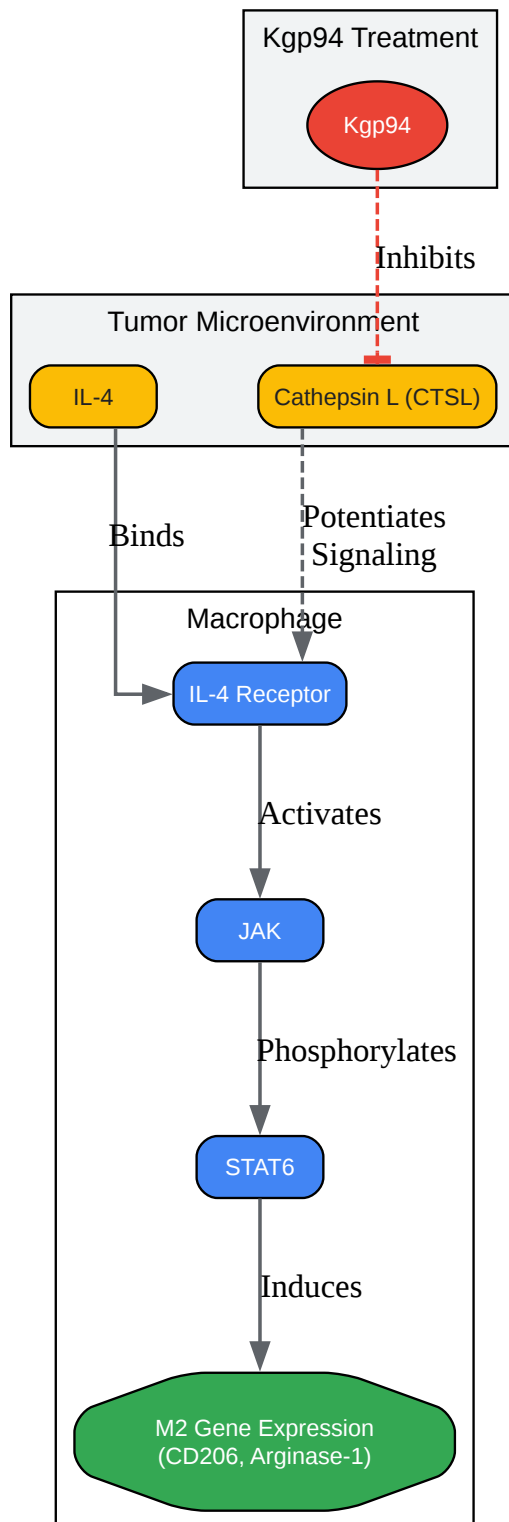 Kgp94 Treatment
Kgp94
Inhibits
Tumor Microenvironment
IL-4
Cathepsin L (CTSL)
Binds
Potentiates
Signaling
Macrophage
IL-4 Receptor
Activates
JAK
Phosphorylates
STAT6
Induces
M2 Gene Expression
(CD206, Arginase-1)